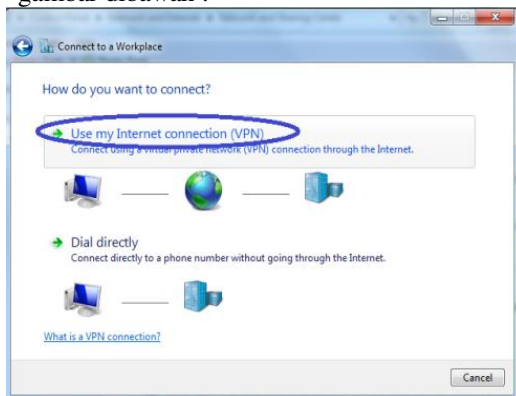 gambar dibawah :
Connect to a Workplace
How do you want to connect?
Use my Internet connection (VPN)
Connect using a virtual private network (VPN) connection through the Internet.
Dial directly
Connect directly to a phone number without going through the Internet.
What is a VPN connection?
Cancel